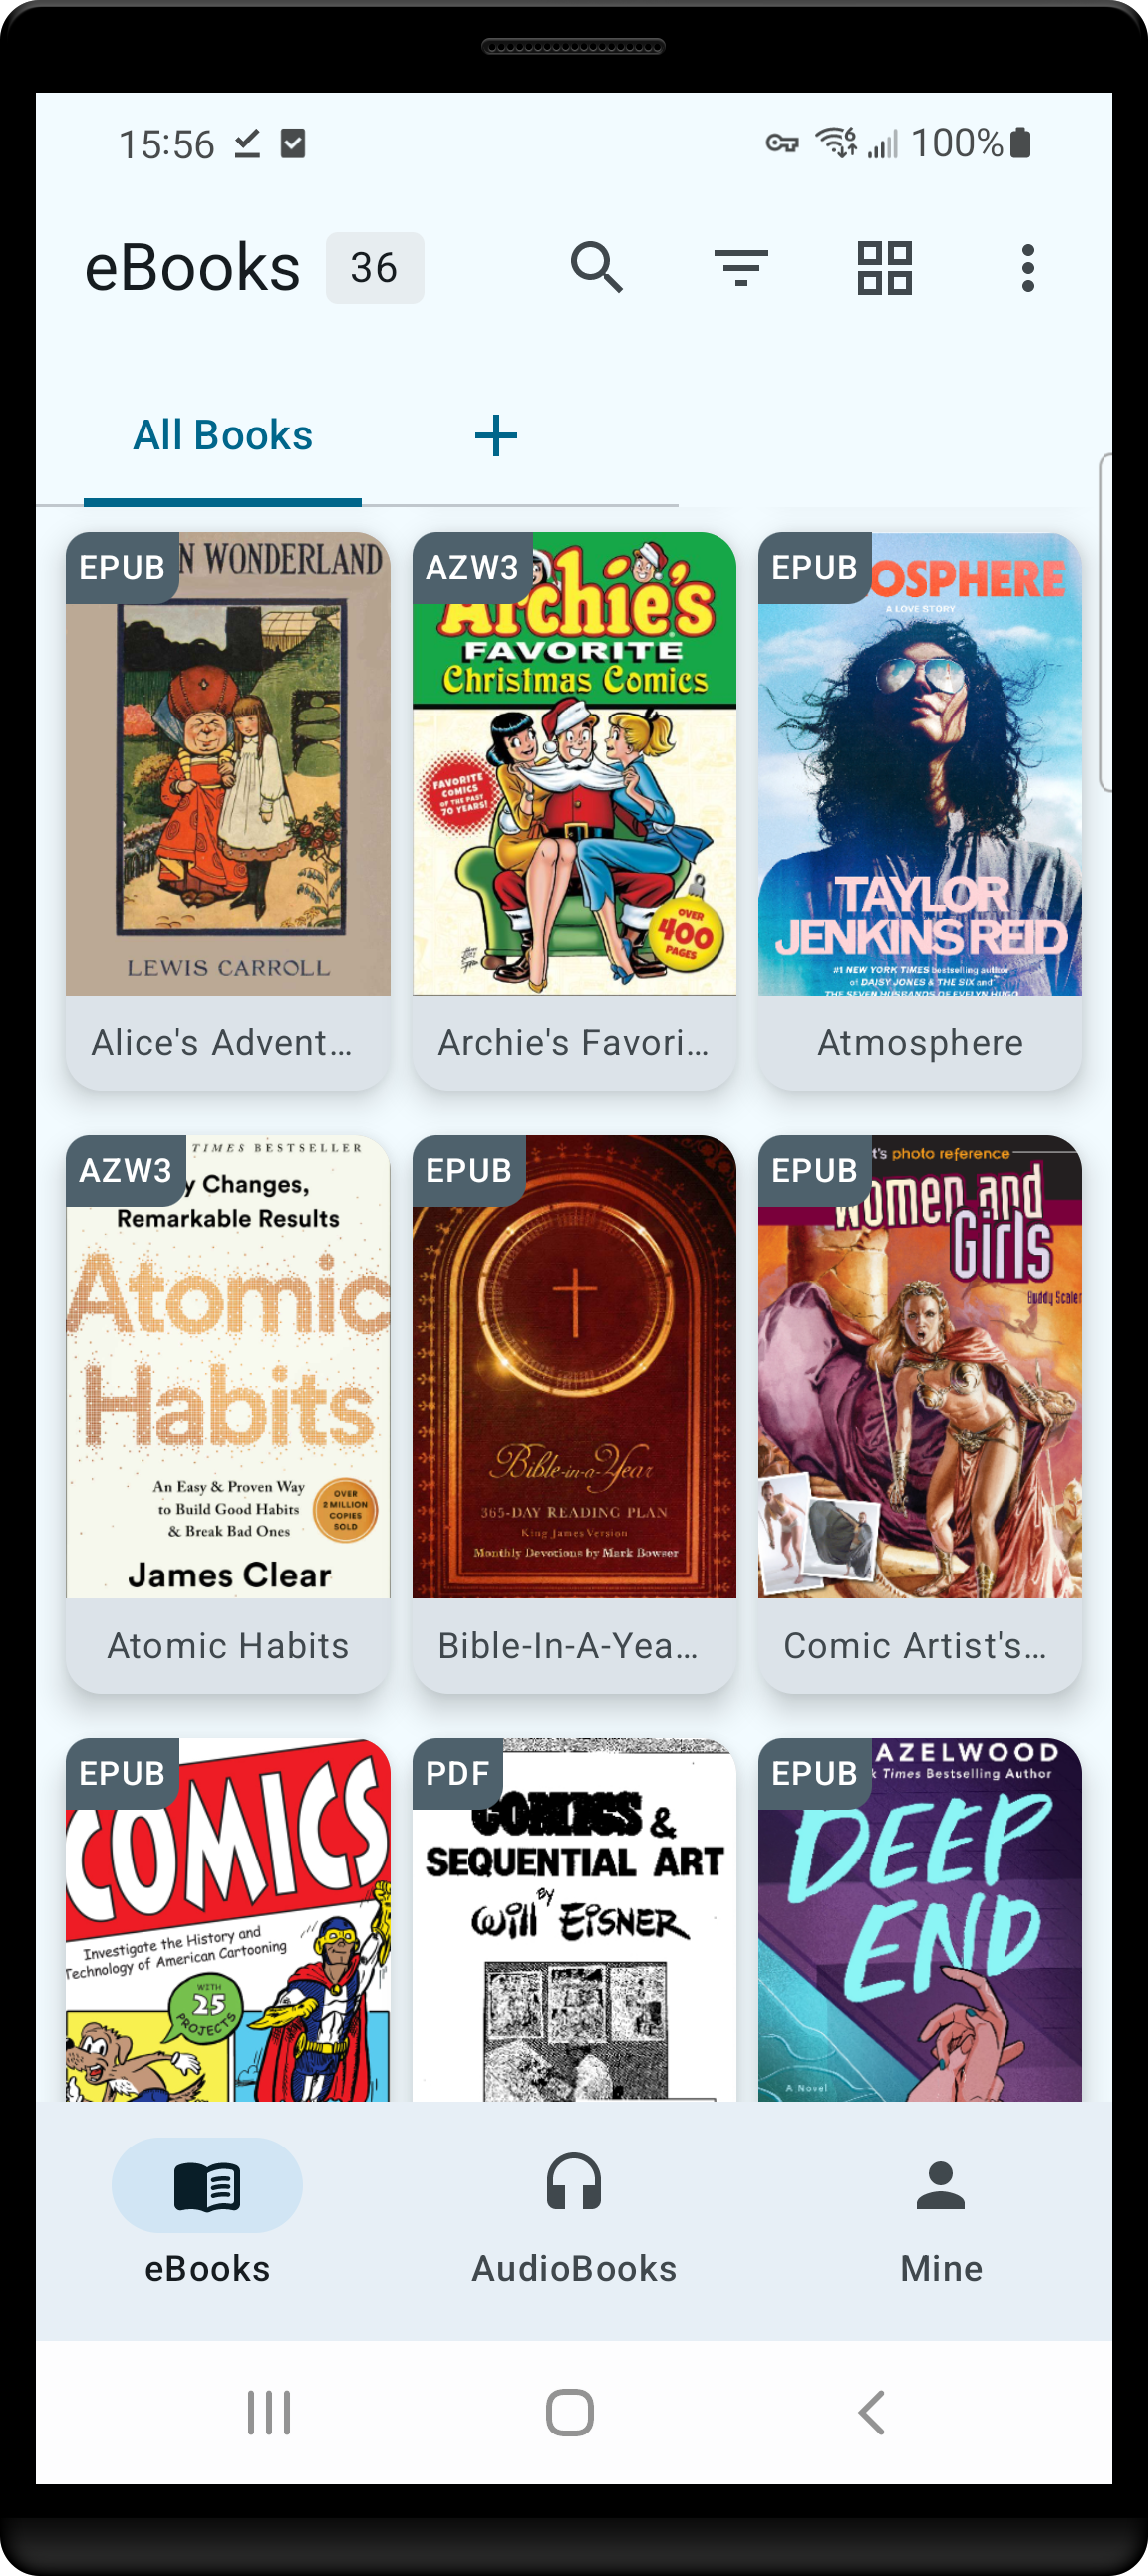 15:56
100%
eBooks 36
All Books
EPUB
N WONDERLAND
LEWIS CARROLL
Alice's Advent...
AZW3
Archie's
FAVORITE
Christmas Comics
FAVORITE
COMICS
OF THE PAST
70 YEARS!
OVER
400
PAGES
Archie's Favori...
EPUB
OSPHERE
A LOVE STORY
TAYLOR
JENKINS REID
#1 NEW YORK TIMES bestselling author
of DAISY JONES & THE SIX and
THE SEVEN HUSBANDS OF EVELYN HUGO
Atmosphere
AZW3
TIMES BESTSELLER
y Changes,
Remarkable Results
Atomic
Habits
An Easy & Proven Way
to Build Good Habits
& Break Bad Ones
OVER
2 MILLION
COPIES
SOLD
James Clear
Atomic Habits
EPUB
Bible-in-a-Year
365-DAY READING PLAN
King James Version
Monthly Devotions by Mark Bowser
Bible-In-A-Yea...
EPUB
t's photo reference
Women and
Girls
Buddy Scaler
Comic Artist's...
EPUB
COMICS
Investigate the History and
Technology of American Cartooning
WITH
25
PROJECTS
PDF
COMICS &
SEQUENTIAL ART
BY
WILL EISNER
EPUB
AZELWOOD
k Times Bestselling Author
DEEP
END
A Novel
eBooks
AudioBooks
Mine